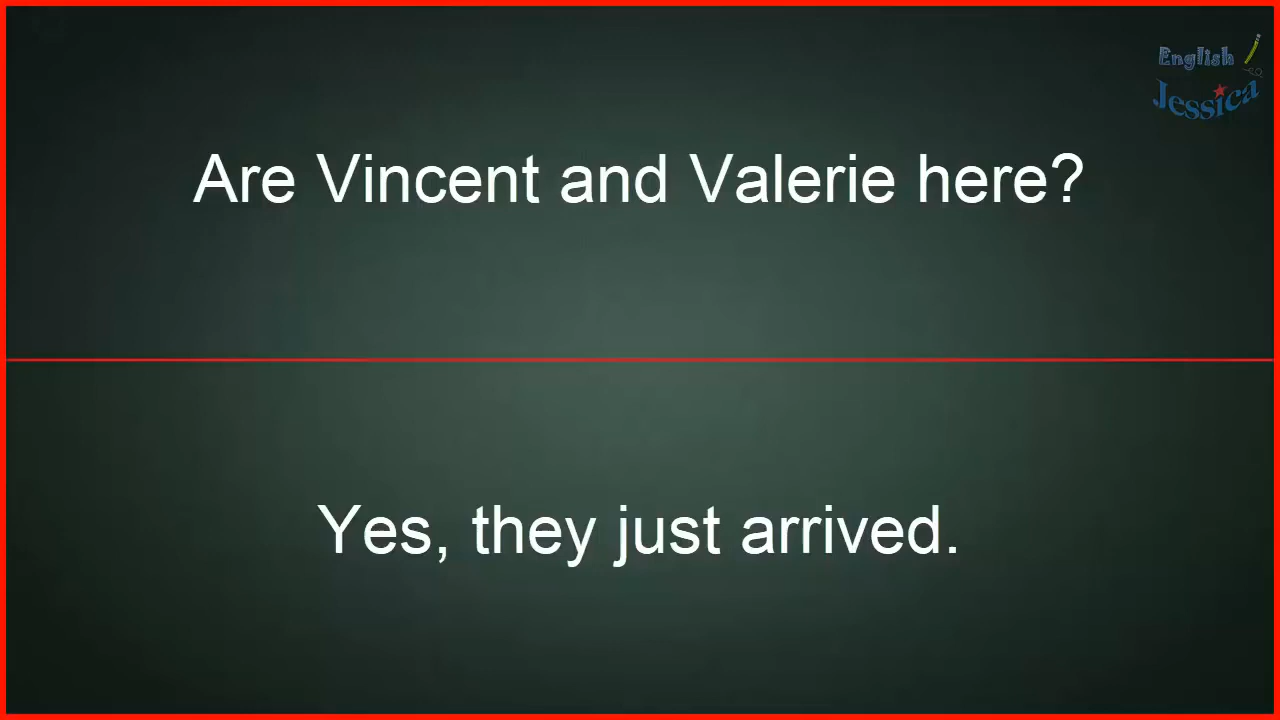 English
Jessica
Are Vincent and Valerie here?
Yes, they just arrived.